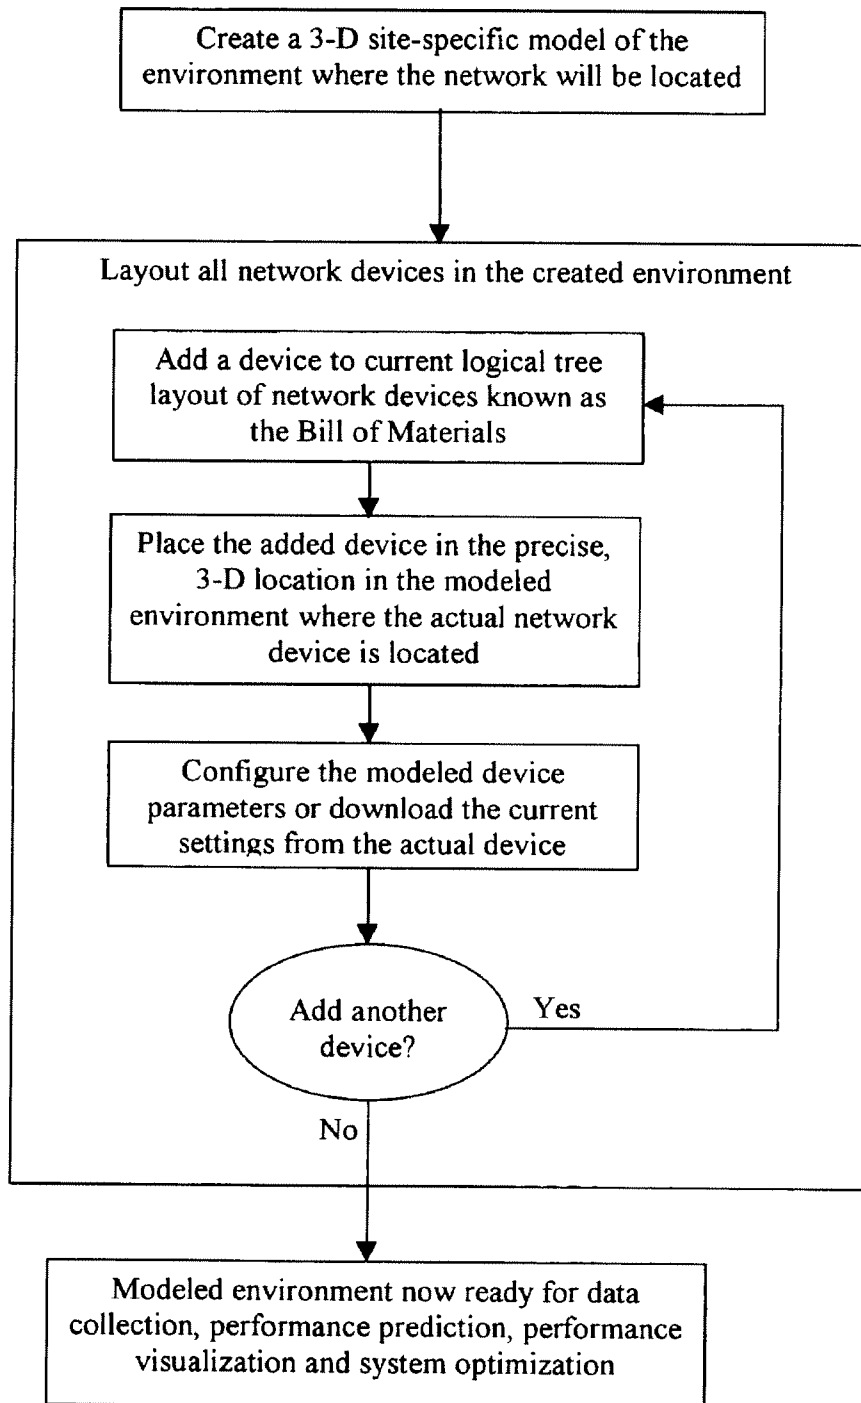 Create a 3-D site-specific model of the
environment where the network will be located
Layout all network devices in the created environment
Add a device to current logical tree
layout of network devices known as
the Bill of Materials
Place the added device in the precise,
3-D location in the modeled
environment where the actual network
device is located
Configure the modeled device
parameters or download the current
settings from the actual device
Add another
device?
Yes
No
Modeled environment now ready for data
collection, performance prediction, performance
visualization and system optimization